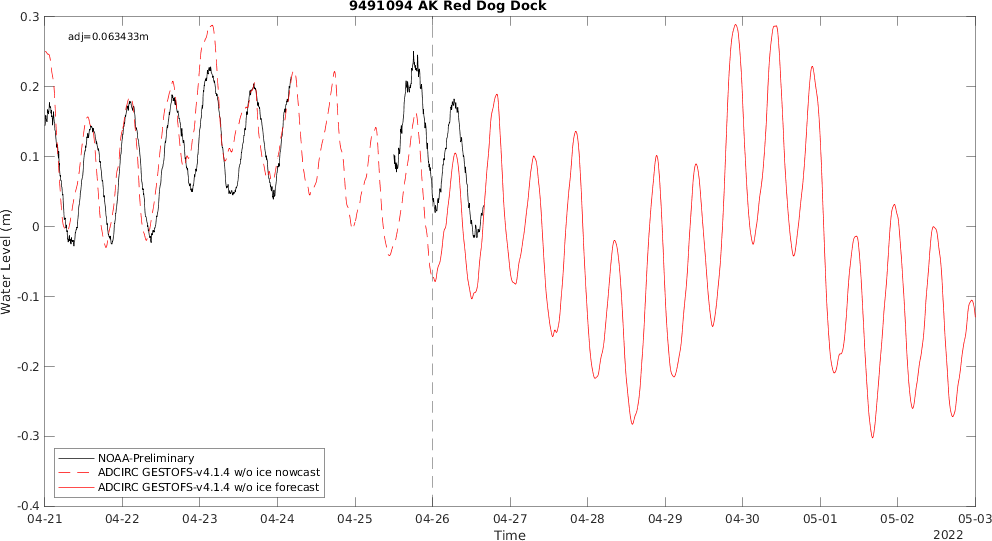 9491094 AK Red Dog Dock
adj=0.063433m
0.3
0.2
0.1
0
-0.1
-0.2
-0.3
-0.4
Water Level (m)
NOAA-Preliminary
ADCIRC GESTOFS-v4.1.4 w/o ice nowcast
ADCIRC GESTOFS-v4.1.4 w/o ice forecast
04-21 04-22 04-23 04-24 04-25 04-26 04-27 04-28 04-29 04-30 05-01 05-02 05-03
Time
2022